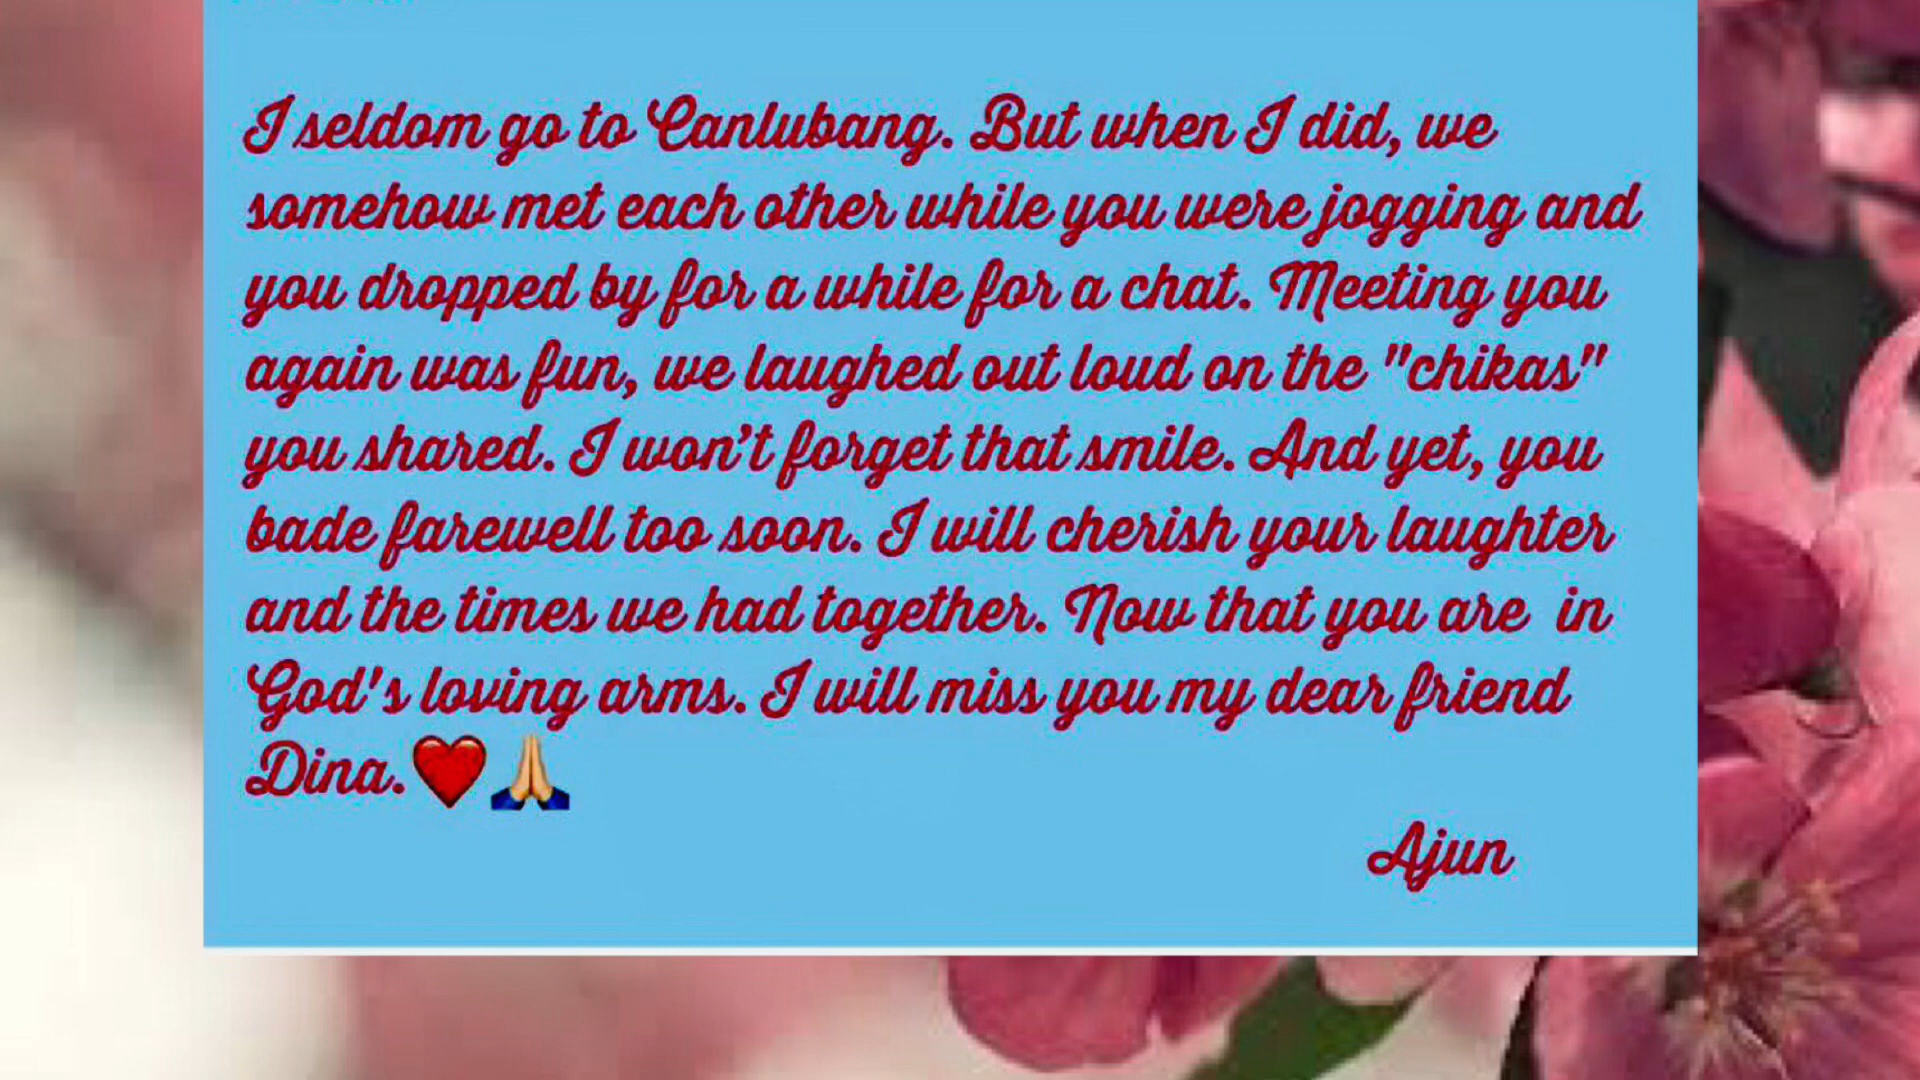 I seldom go to Canlubang. But when I did, we
somehow met each other while you were jogging and
you dropped by for a while for a chat. Meeting you
again was fun, we laughed out loud on the "chikas"
you shared. I won’t forget that smile. And yet, you
bade farewell too soon. I will cherish your laughter
and the times we had together. Now that you are  in
God's loving arms. I will miss you my dear friend
Dina.❤️🙏🏼
Ajun